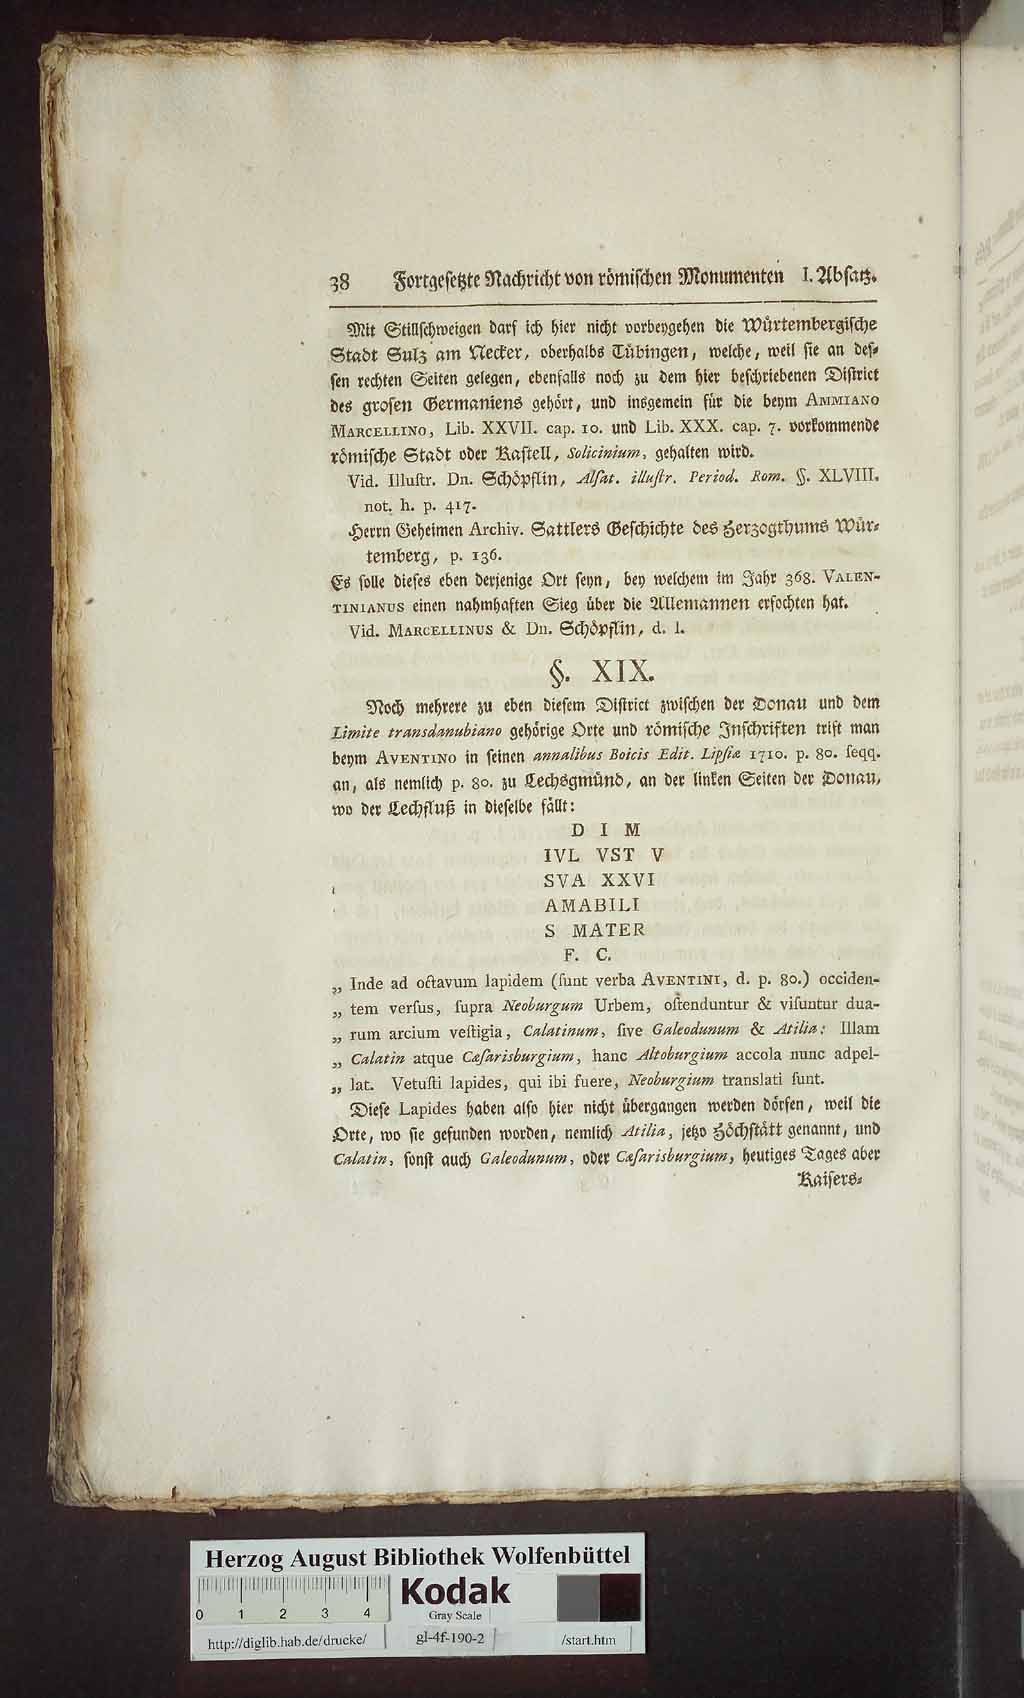 38 Fortgesetzte Nachricht von römischen Monumenten I. Absatz.
Mit Stillschweigen darf ich hier nicht vorbeygehen die Würtembergische
Stadt Sulz am Necker, oberhalbs Tübingen, welche, weil sie an des-
sen rechten Seiten gelegen, ebenfalls noch zu dem hier beschriebenen District
des grosen Germaniens gehört, und insgemein für die beym AMMIANO
MARCELLINO, Lib. XXVII. cap. 10. und Lib. XXX. cap. 7. vorkommende
römische Stadt oder Kastell, Solicinium, gehalten wird.
Vid. Illustr. Dn. Schöpflin, Alsat. illustr. Period. Rom. §. XLVIII.
not. h. p. 417.
Herrn Geheimen Archiv. Sattlers Geschichte des Herzogthums Wür-
temberg, p. 136.
Es solle dieses eben derjenige Ort seyn, bey welchem im Jahr 368. VALEN-
TINIANUS einen nahmhaften Sieg über die Allemannen erfochten hat.
Vid. MARCELLINUS & Dn. Schöpflin, d. l.
§. XIX.
Noch mehrere zu eben diesem District zwischen der Donau und dem
Limite transdanubiano gehörige Orte und römische Inschriften trift man
beym AVENTINO in seinen annalibus Boicis Edit. Lipsiæ 1710. p. 80. seqq.
an, als nemlich p. 80. zu Lechsgmünd, an der linken Seiten der Donau,
wo der Lechfluß in dieselbe fällt:
D I M
IVL VST V
SVA XXVI
AMABILI
S MATER
F. C.
„ Inde ad octavum lapidem (sunt verba AVENTINI, d. p. 80.) occiden-
„ tem versus, supra Neoburgum Urbem, ostenduntur & visuntur dua-
„ rum arcium vestigia, Calatinum, sive Galeodunum & Atilia: Illam
„ Calatin atque Cæsarisburgium, hanc Altoburgium accola nunc adpel-
„ lat. Vetusti lapides, qui ibi fuere, Neoburgium translati sunt.
Diese Lapides haben also hier nicht übergangen werden dörfen, weil die
Orte, wo sie gefunden worden, nemlich Atilia, jetzo Höchstätt genannt, und
Calatin, sonst auch Galeodunum, oder Cæsarisburgium, heutiges Tages aber
Kaisers-
Herzog August Bibliothek Wolfenbüttel
Kodak
Gray Scale
0 1 2 3 4
http://diglib.hab.de/drucke/ gl-4f-190-2 /start.htm